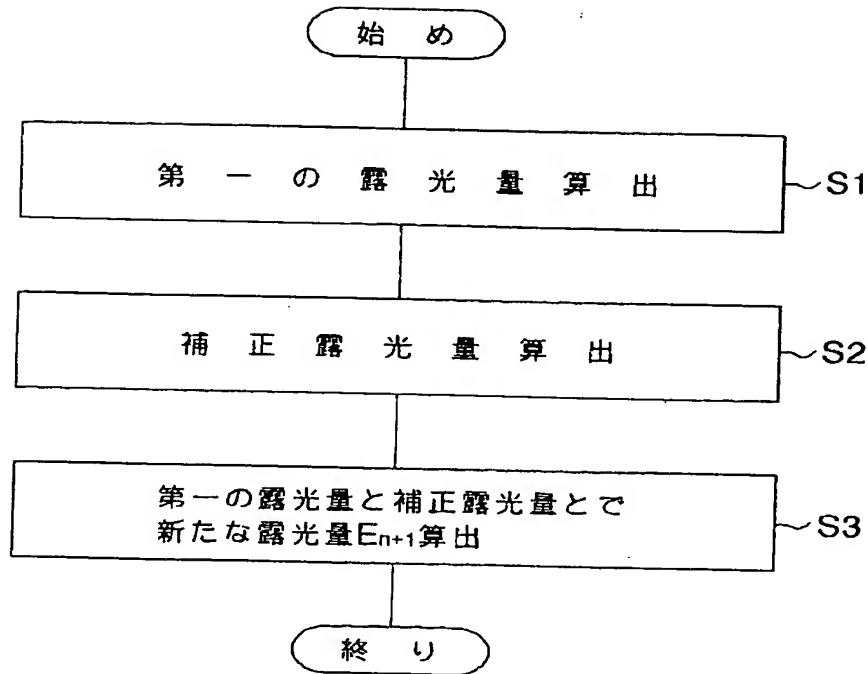 始め
第一の露光量算出
S1
補正露光量算出
S2
第一の露光量と補正露光量とで
新たな露光量En+1算出
S3
終り